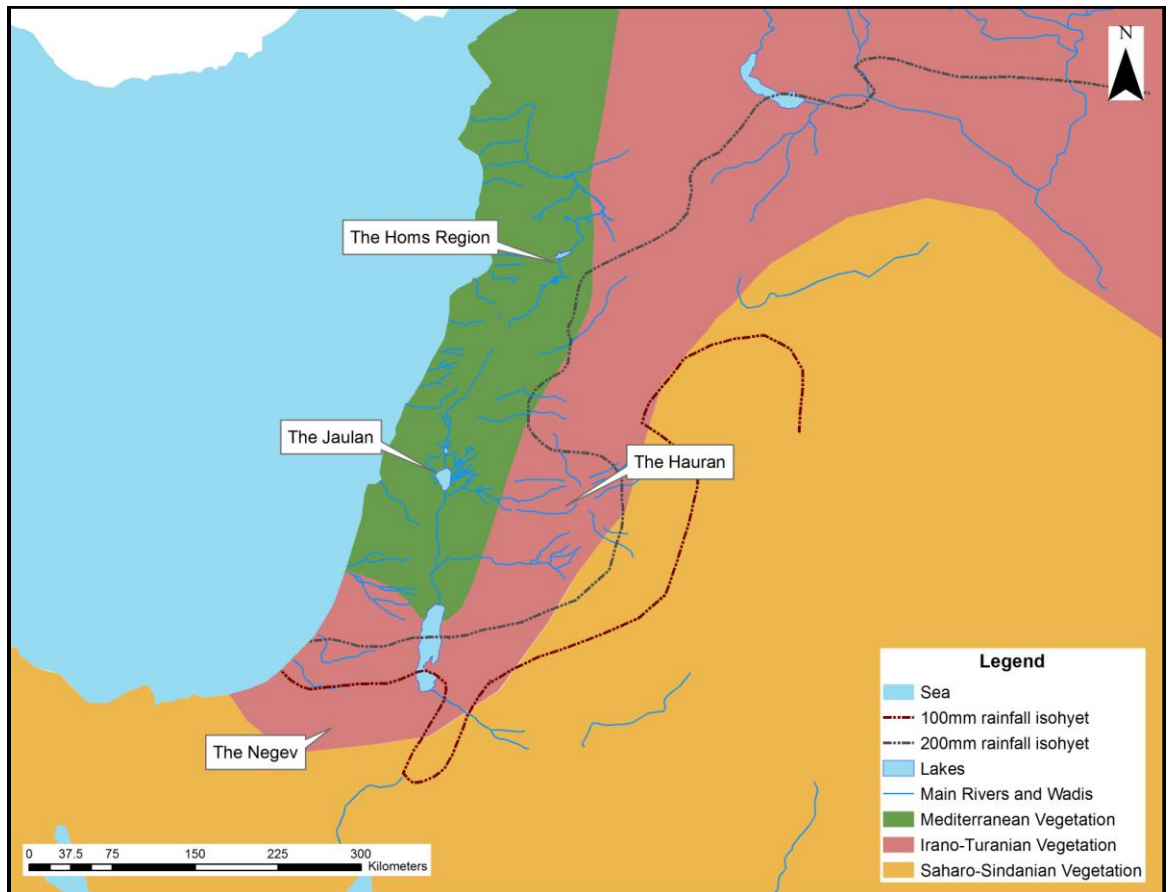 N
The Homs Region
The Jaulan
The Hauran
The Negev
Legend
Sea
100mm rainfall isohyet
200mm rainfall isohyet
Lakes
Main Rivers and Wadis
Mediterranean Vegetation
Irano-Turanian Vegetation
Saharo-Sindanian Vegetation
0 37.5 75 150 225 300
Kilometers